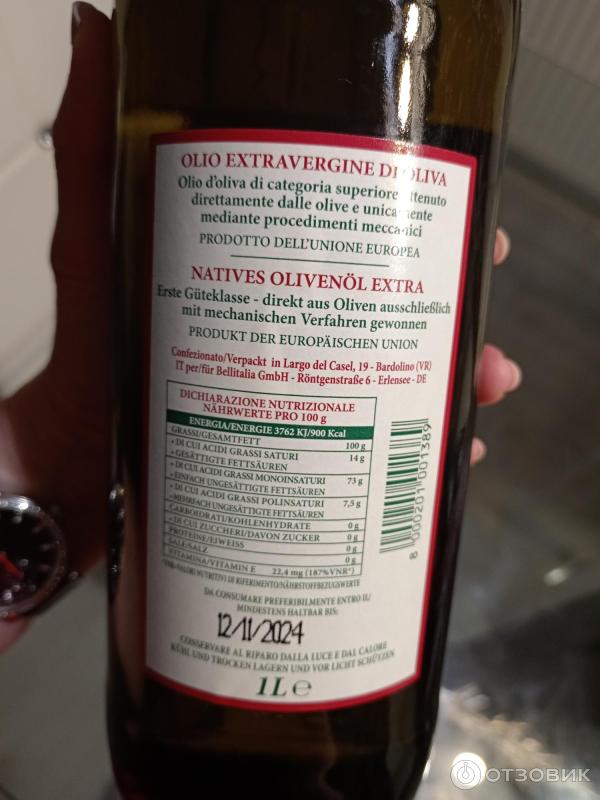 OLIO EXTRAVERGINE DI OLIVA
Olio d'oliva di categoria superiore ottenuto
direttamente dalle olive e unicamente
mediante procedimenti meccanici
PRODOTTO DELL'UNIONE EUROPEA
NATIVES OLIVENÖL EXTRA
Erste Güteklasse - direkt aus Oliven ausschließlich
mit mechanischen Verfahren gewonnen
PRODUKT DER EUROPÄISCHEN UNION
Confezionato/Verpackt in Largo del Casel, 19 - Bardolino (VR)
IT per/für Bellitalia GmbH - Röntgenstraße 6 - Erlensee - DE
DICHIARAZIONE NUTRIZIONALE
NÄHRWERTE PRO 100 g
ENERGIA/ENERGIE 3762 KJ/900 Kcal
GRASSI/GESAMTFETT 100 g
- DI CUI ACIDI GRASSI SATURI 14 g
- GESÄTTIGTE FETTSÄUREN
- DI CUI ACIDI GRASSI MONOINSATURI 73 g
- EINFACH UNGESÄTTIGTE FETTSÄUREN
- DI CUI ACIDI GRASSI POLINSATURI 7,5 g
- MEHRFACH UNGESÄTTIGTE FETTSÄUREN
CARBOIDRATI/KOHLENHYDRATE 0 g
- DI CUI ZUCCHERI/DAVON ZUCKER 0 g
PROTEINE/EIWEISS 0 g
SALE/SALZ 0 g
VITAMINA/VITAMIN E 22,4 mg (187%VNR*)
*VNR-VALORI NUTRITIVI DI RIFERIMENTO/NÄHRSTOFFBEZUGSWERTE
8 000201 001389
DA CONSUMARE PREFERIBILMENTE ENTRO IL/
MINDESTENS HALTBAR BIS:
12/11/2024
CONSERVARE AL RIPARO DALLA LUCE E DAL CALORE
KÜHL UND TROCKEN LAGERN UND VOR LICHT SCHÜTZEN
1L e
ОТЗОВИК